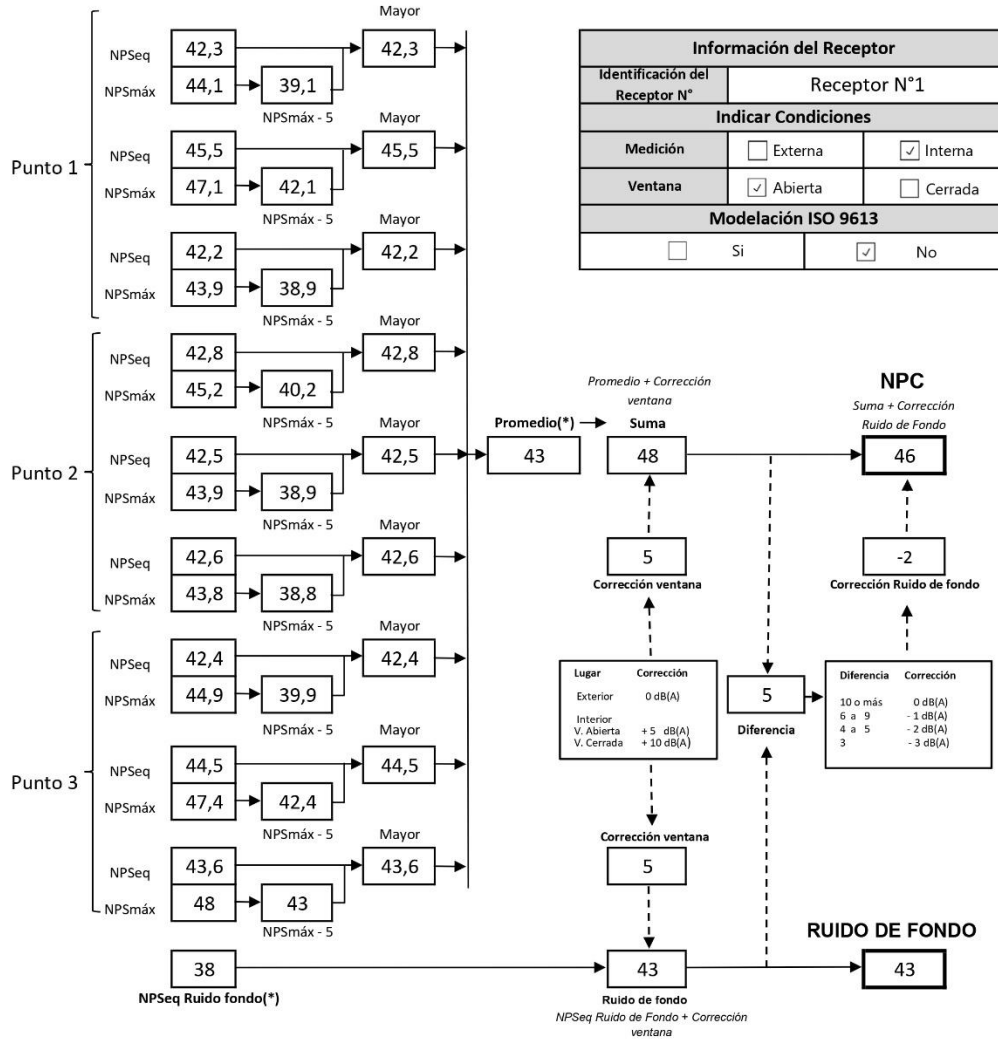 Mayor
NPSeq 42,3 42,3
NPSmáx 44,1 39,1
NPSmáx - 5
Mayor
Punto 1
NPSeq 45,5 45,5
NPSmáx 47,1 42,1
NPSmáx - 5
Mayor
NPSeq 42,2 42,2
NPSmáx 43,9 38,9
NPSmáx - 5
Mayor
NPSeq 42,8 42,8
NPSmáx 45,2 40,2
NPSmáx - 5
Mayor
Punto 2
NPSeq 42,5 42,5
NPSmáx 43,9 38,9
NPSmáx - 5
Mayor
NPSeq 42,6 42,6
NPSmáx 43,8 38,8
NPSmáx - 5
Mayor
NPSeq 42,4 42,4
NPSmáx 44,9 39,9
NPSmáx - 5
Mayor
Punto 3
NPSeq 44,5 44,5
NPSmáx 47,4 42,4
NPSmáx - 5
Mayor
NPSeq 43,6 43,6
NPSmáx 48 43
NPSmáx - 5
38
NPSeq Ruido fondo(*)
Información del Receptor
Identificación del
Receptor N°
Receptor N°1
Indicar Condiciones
Medición Externa Interna
Ventana Abierta Cerrada
Modelación ISO 9613
Si No
Promedio(*)
43
Promedio + Corrección
ventana
Suma
48
5
Corrección ventana
NPC
Suma + Corrección
Ruido de Fondo
46
-2
Corrección Ruido de fondo
Lugar Corrección
Exterior 0 dB(A)
Interior
V. Abierta + 5 dB(A)
V. Cerrada + 10 dB(A)
5
Diferencia
Diferencia Corrección
10 o más 0 dB(A)
6 a 9 - 1 dB(A)
4 a 5 - 2 dB(A)
3 - 3 dB(A)
Corrección ventana
5
43
Ruido de fondo
NPSeq Ruido de Fondo + Corrección
ventana
RUIDO DE FONDO
43